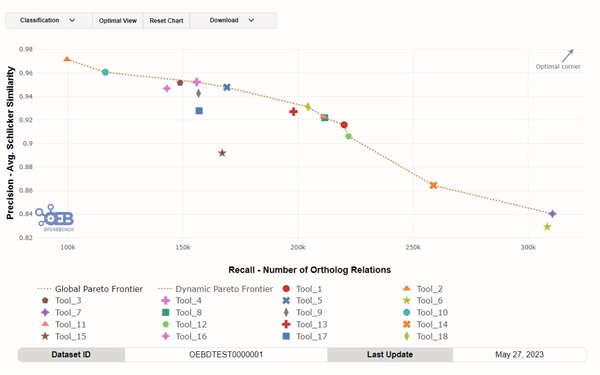 Classification Optimal View Reset Chart Download
0.98
0.96
0.94
0.92
0.9
0.88
0.86
0.84
0.82
Precision - Avg. Schlicker Similarity
Optimal corner
OEB
OPENEBENCH
100k 150k 200k 250k 300k
Recall - Number of Ortholog Relations
Global Pareto Frontier Dynamic Pareto Frontier Tool_1 Tool_2
Tool_3 Tool_4 Tool_5 Tool_6
Tool_7 Tool_8 Tool_9 Tool_10
Tool_11 Tool_12 Tool_13 Tool_14
Tool_15 Tool_16 Tool_17 Tool_18
Dataset ID OEBDTEST0000001 Last Update May 27, 2023